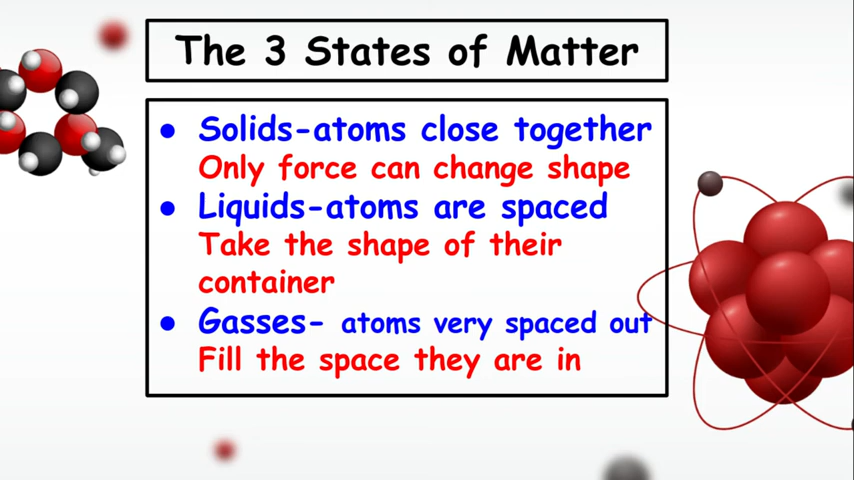 The 3 States of Matter
● Solids-atoms close together
Only force can change shape
● Liquids-atoms are spaced
Take the shape of their
container
● Gasses- atoms very spaced out
Fill the space they are in